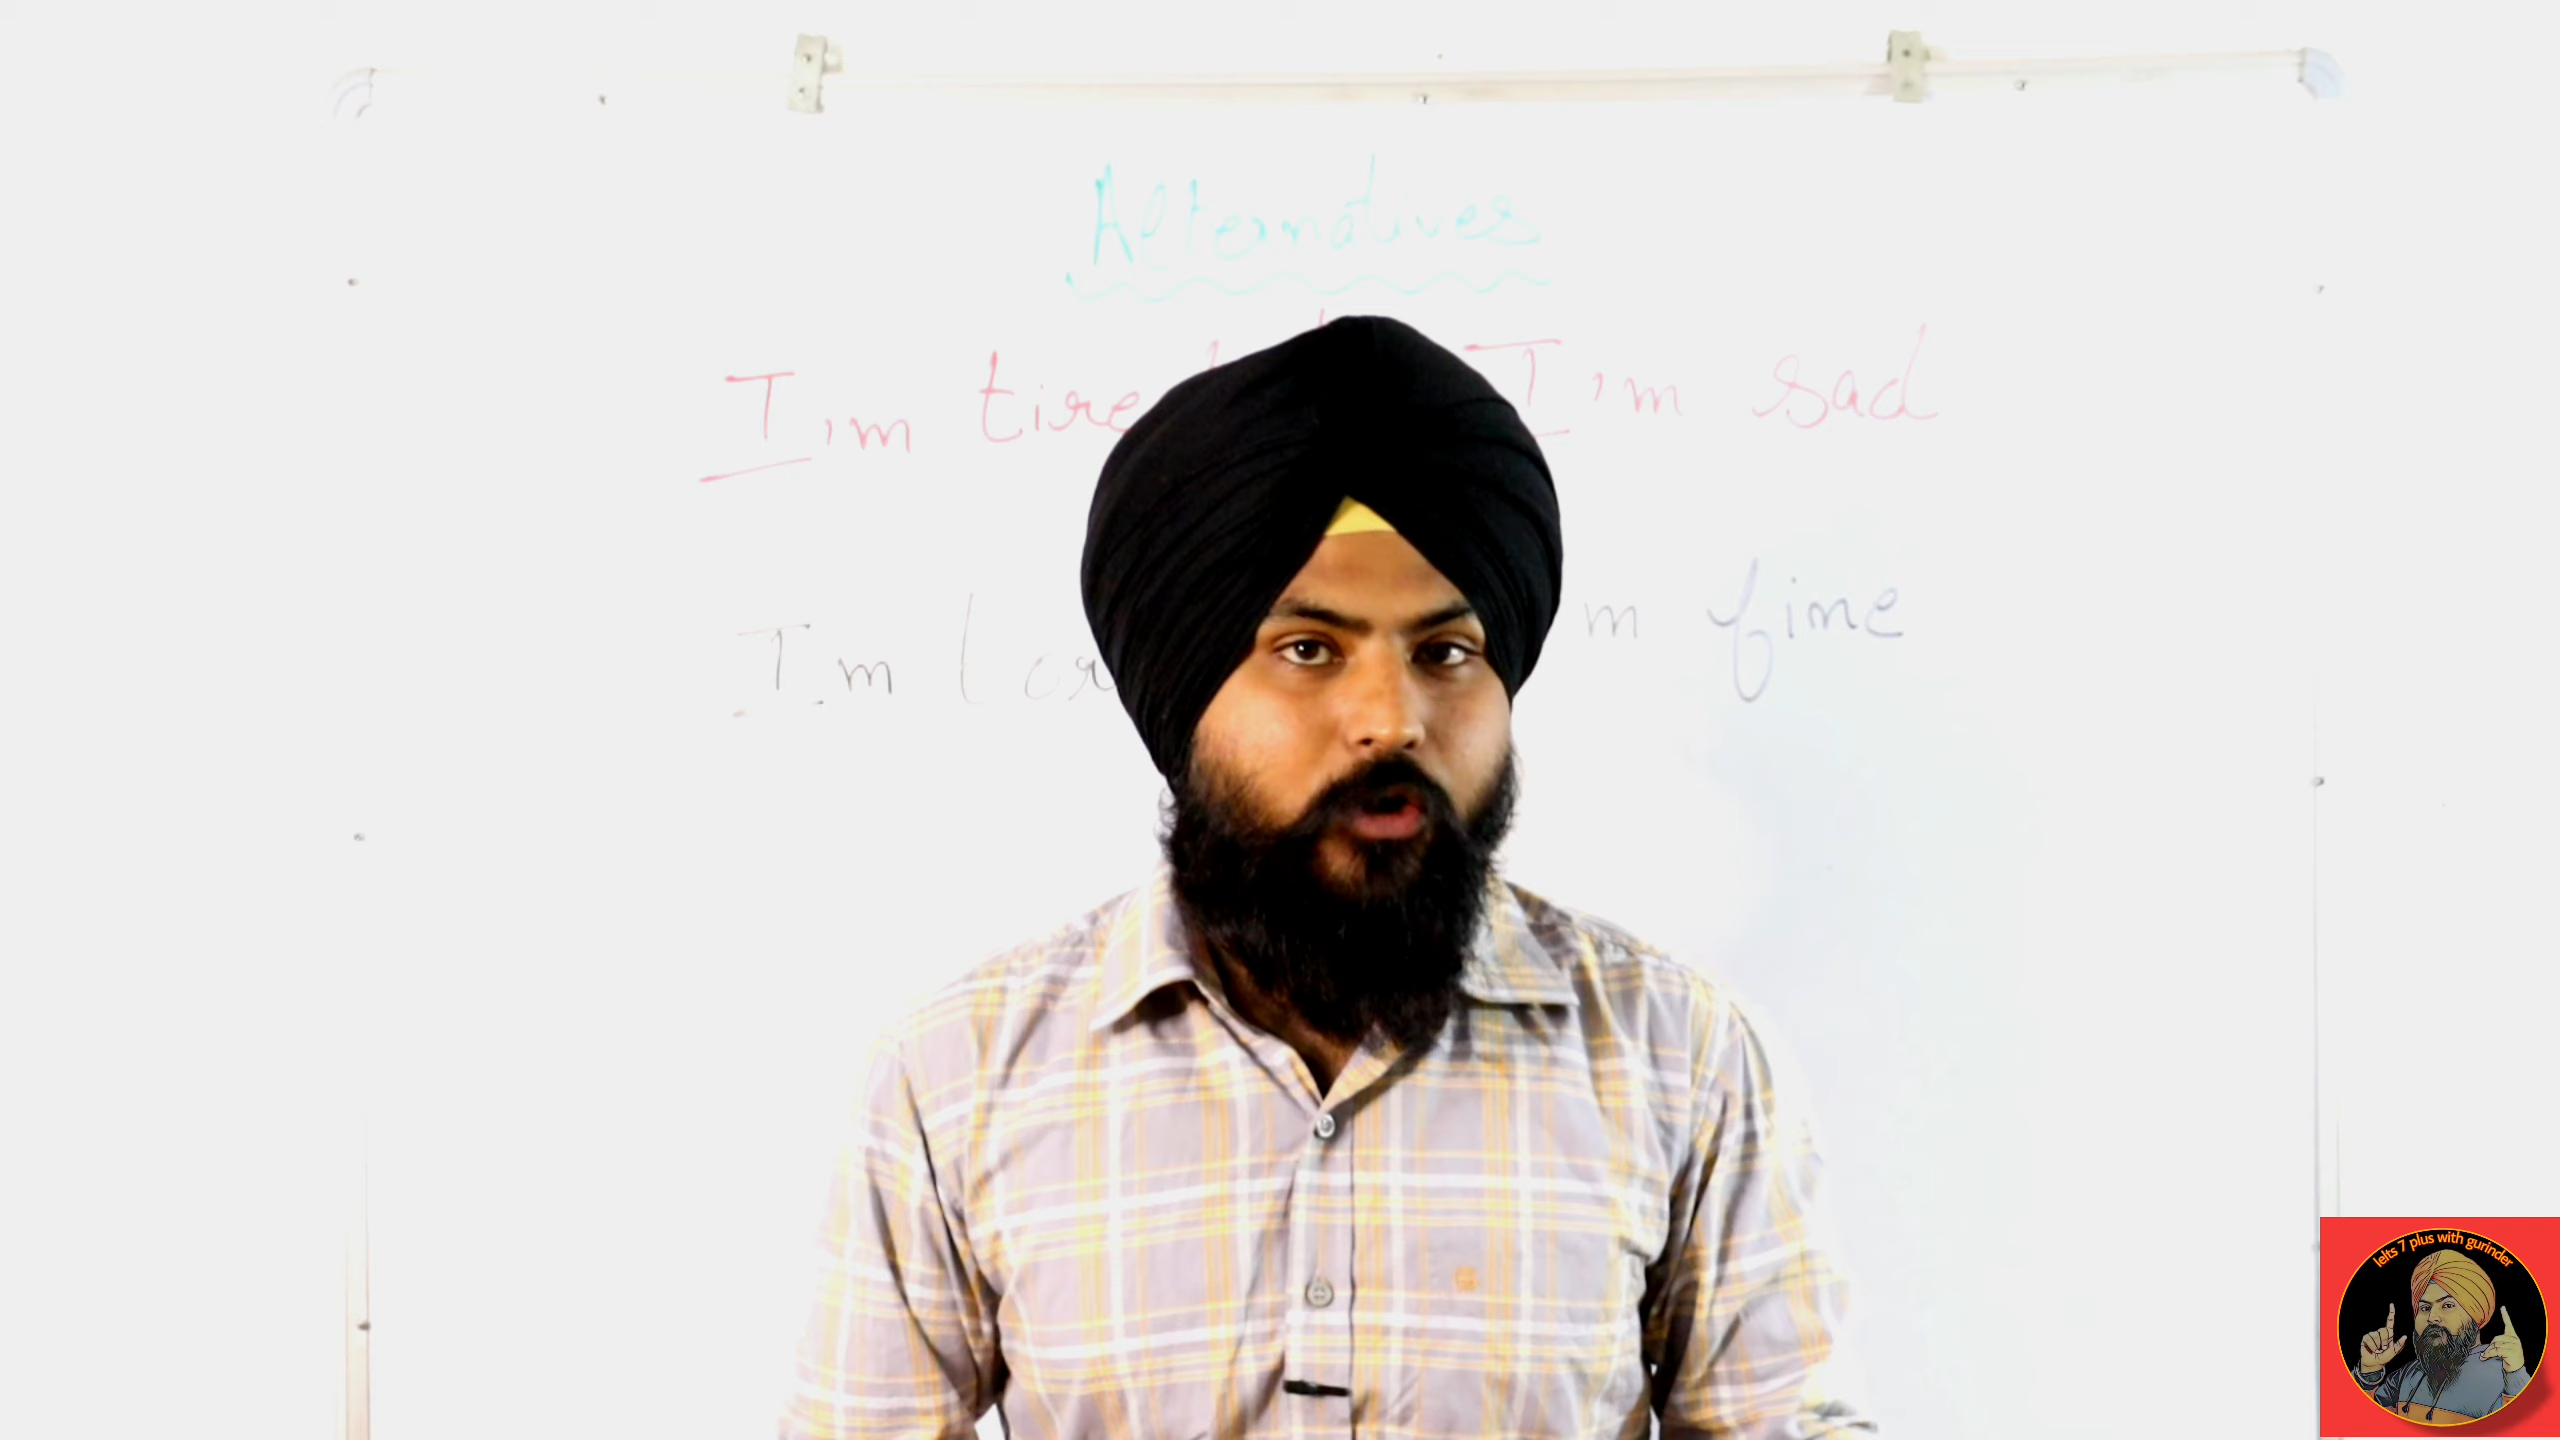 Alternatives
I'm tire I'm sad
I'm m fine
Ielts 7 plus with gurinder